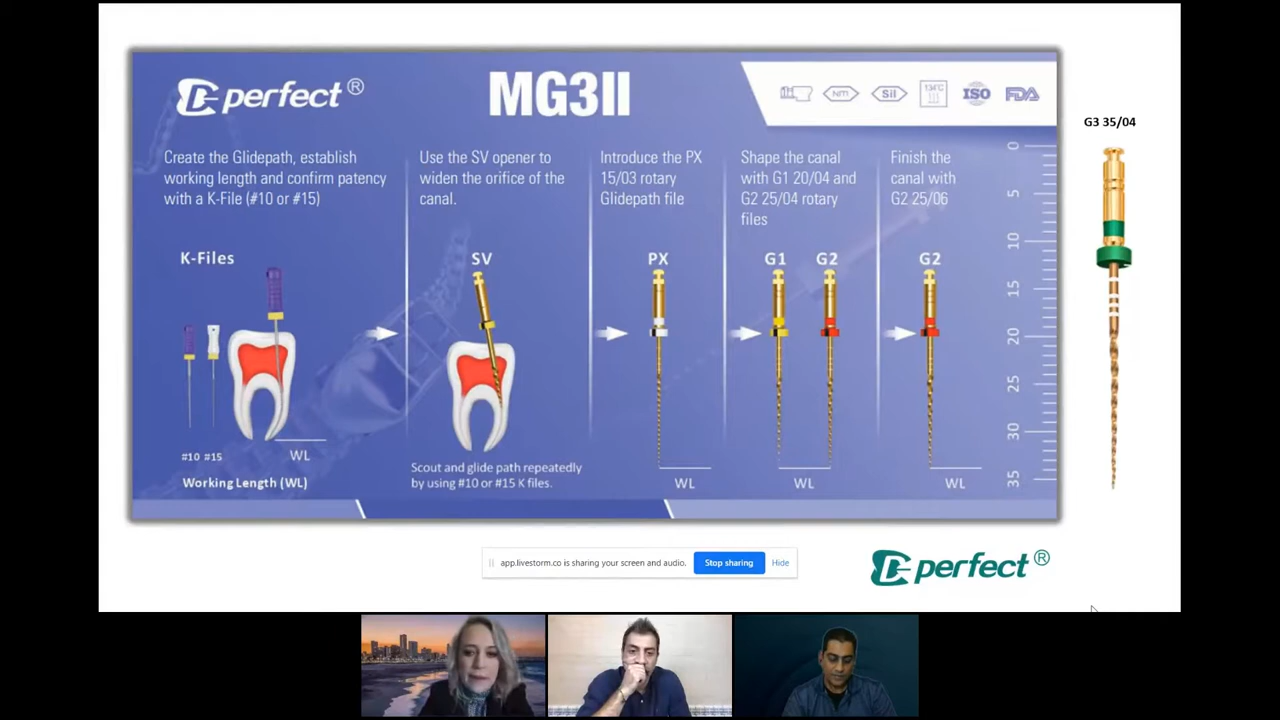 perfect®
MG3II
134°C
Nm
Sil
ISO
FDA
G3 35/04
Create the Glidepath, establish
working length and confirm patency
with a K-File (#10 or #15)
Use the SV opener to
widen the orifice of the
canal.
Introduce the PX
15/03 rotary
Glidepath file
Shape the canal
with G1 20/04 and
G2 25/04 rotary
files
Finish the
canal with
G2 25/06
K-Files
SV
PX
G1 G2
G2
#10 #15
WL
Working Length (WL)
Scout and glide path repeatedly
by using #10 or #15 K files.
WL
WL
WL
0
5
10
15
20
25
30
35
app.livestorm.co is sharing your screen and audio. Stop sharing Hide
perfect®